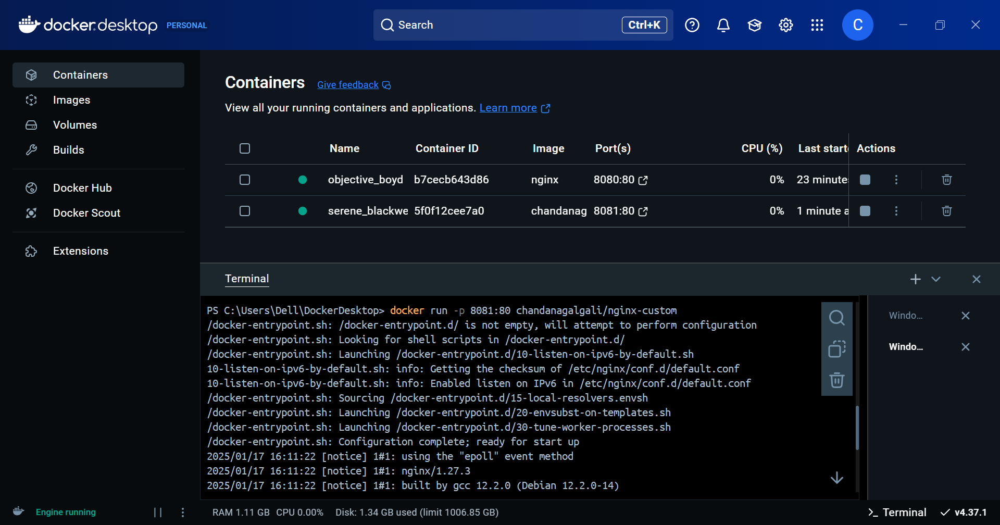 docker.desktop PERSONAL
Search
Ctrl+K
C
Containers
Images
Volumes
Builds
Docker Hub
Docker Scout
Extensions
Containers Give feedback
View all your running containers and applications. Learn more
Name Container ID Image Port(s) CPU (%) Last starte Actions
objective_boyd b7cecb643d86 nginx 8080:80 0% 23 minutes
serene_blackwe 5f0f12cee7a0 chandanag 8081:80 0% 1 minute a
Terminal
PS C:\Users\Dell\DockerDesktop> docker run -p 8081:80 chandanagalgali/nginx-custom
/docker-entrypoint.sh: /docker-entrypoint.d/ is not empty, will attempt to perform configuration
/docker-entrypoint.sh: Looking for shell scripts in /docker-entrypoint.d/
/docker-entrypoint.sh: Launching /docker-entrypoint.d/10-listen-on-ipv6-by-default.sh
10-listen-on-ipv6-by-default.sh: info: Getting the checksum of /etc/nginx/conf.d/default.conf
10-listen-on-ipv6-by-default.sh: info: Enabled listen on IPv6 in /etc/nginx/conf.d/default.conf
/docker-entrypoint.sh: Sourcing /docker-entrypoint.d/15-local-resolvers.envsh
/docker-entrypoint.sh: Launching /docker-entrypoint.d/20-envsubst-on-templates.sh
/docker-entrypoint.sh: Launching /docker-entrypoint.d/30-tune-worker-processes.sh
/docker-entrypoint.sh: Configuration complete; ready for start up
2025/01/17 16:11:22 [notice] 1#1: using the "epoll" event method
2025/01/17 16:11:22 [notice] 1#1: nginx/1.27.3
2025/01/17 16:11:22 [notice] 1#1: built by gcc 12.2.0 (Debian 12.2.0-14)
Windo...
Windo...
Engine running
RAM 1.11 GB CPU 0.00% Disk: 1.34 GB used (limit 1006.85 GB)
Terminal
v4.37.1